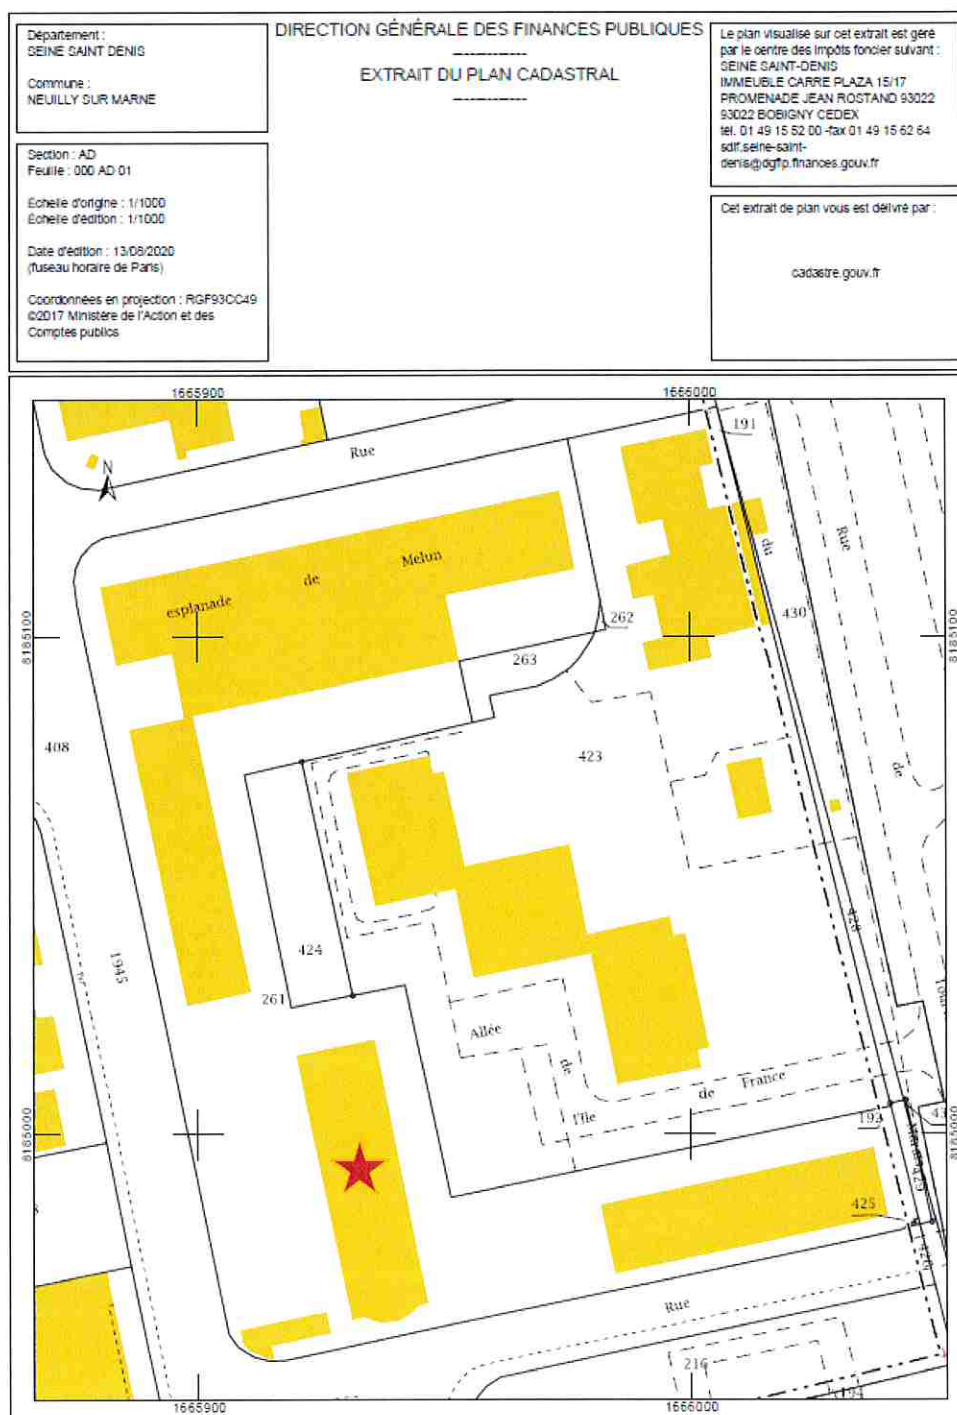 Département :
SEINE SAINT DENIS
Commune :
NEUILLY SUR MARNE
Section : AD
Feuille : 000 AD 01
Échelle d'origine : 1/1000
Échelle d'édition : 1/1000
Date d'édition : 13/08/2020
(fuseau horaire de Paris)
Coordonnées en projection : RGF93CC49
©2017 Ministère de l'Action et des
Comptes publics
DIRECTION GÉNÉRALE DES FINANCES PUBLIQUES
-------------
EXTRAIT DU PLAN CADASTRAL
-------------
Le plan visualisé sur cet extrait est géré
par le centre des impôts foncier suivant :
SEINE SAINT-DENIS
IMMEUBLE CARRE PLAZA 15/17
PROMENADE JEAN ROSTAND 93022
93022 BOBIGNY CEDEX
tél. 01 49 15 52 00 -fax 01 49 15 62 64
sdif.seine-saint-
denis@dgfip.finances.gouv.fr
Cet extrait de plan vous est délivré par :
cadastre.gouv.fr
1665900
1666000
191
Rue
N
Rue
du
esplanade de Melun
8185100
8185100
262
430
263
408
423
de
428
1945
424
261
Allée
de
l'Ile de France
192
43
8185000
8185000
425
429
426
Rue
216
194
1665900
1666000